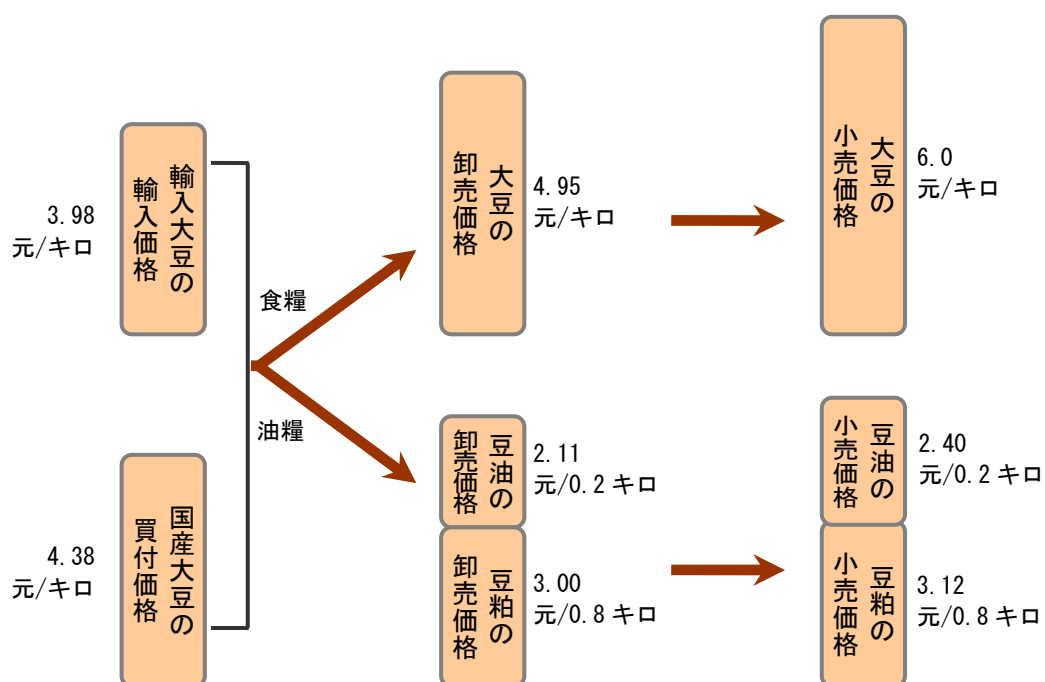 3.98
元/キロ
輸入大豆の
輸入価格
4.38
元/キロ
国産大豆の
買付価格
食糧
油糧
大豆の
卸売価格
4.95
元/キロ
豆油の
卸売価格
2.11
元/0.2 キロ
豆粕の
卸売価格
3.00
元/0.8 キロ
大豆の
小売価格
6.0
元/キロ
豆油の
小売価格
2.40
元/0.2 キロ
豆粕の
小売価格
3.12
元/0.8 キロ